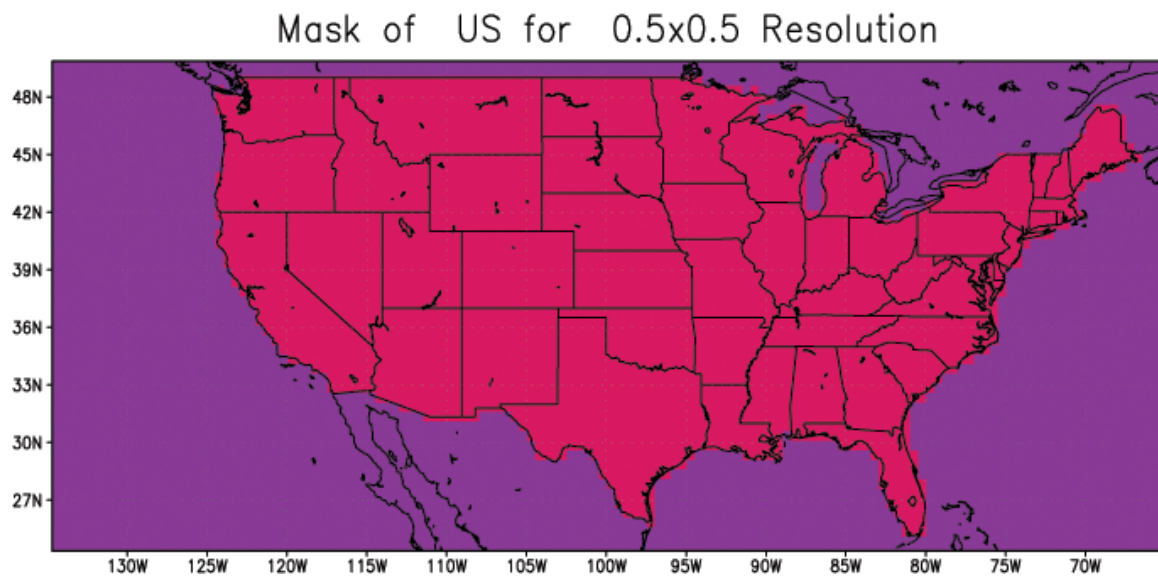 Mask of  US for  0.5x0.5 Resolution
48N
45N
42N
39N
36N
33N
30N
27N
130W 125W 120W 115W 110W 105W 100W 95W 90W 85W 80W 75W 70W